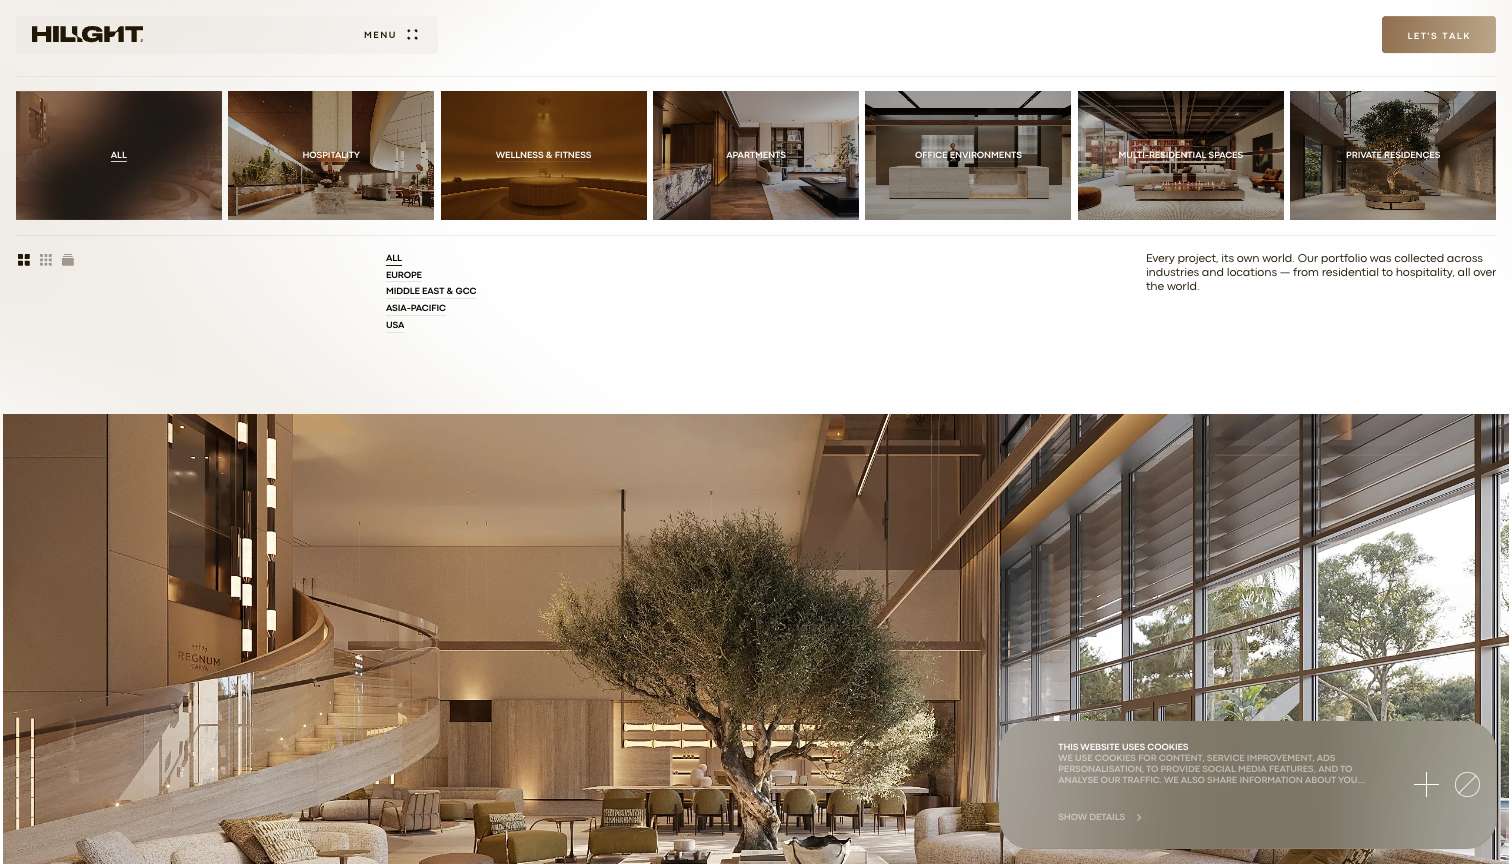 HILLGHT.
MENU
LET'S TALK
ALL
HOSPITALITY
WELLNESS & FITNESS
APARTMENTS
OFFICE ENVIRONMENTS
MULTI-RESIDENTIAL SPACES
PRIVATE RESIDENCES
ALL
EUROPE
MIDDLE EAST & GCC
ASIA-PACIFIC
USA
Every project, its own world. Our portfolio was collected across
industries and locations — from residential to hospitality, all over
the world.
REGNUM
THIS WEBSITE USES COOKIES
WE USE COOKIES FOR CONTENT, SERVICE IMPROVEMENT, ADS
PERSONALISATION, TO PROVIDE SOCIAL MEDIA FEATURES, AND TO
ANALYSE OUR TRAFFIC. WE ALSO SHARE INFORMATION ABOUT YOU...
SHOW DETAILS